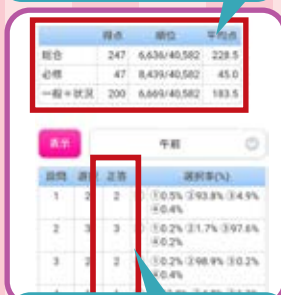 得点 順位 平均点
総合 247 6,636/40,582 228.5
必修 47 8,439/40,582 45.0
一般+状況 200 6,669/40,582 183.5
表示 午前
設問 選択 正答 選択率(%)
1 2 2 ①0.5% ②93.8% ③4.9%
④0.4%
2 3 3 ①0.2% ②1.7% ③97.6%
④0.2%
3 2 2 ①0.2% ②98.9% ③0.2%
④0.4%